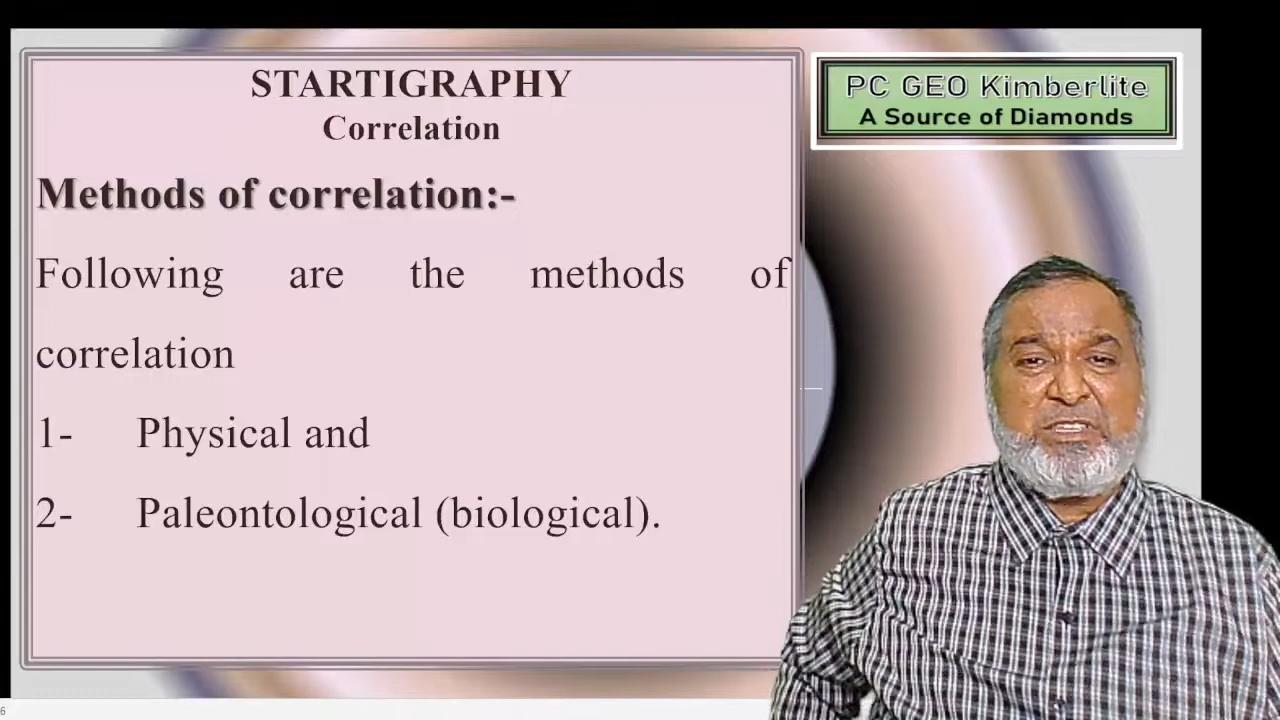 STARTIGRAPHY
Correlation
Methods of correlation:-
Following are the methods of
correlation
1- Physical and
2- Paleontological (biological).
PC GEO Kimberlite
A Source of Diamonds
6